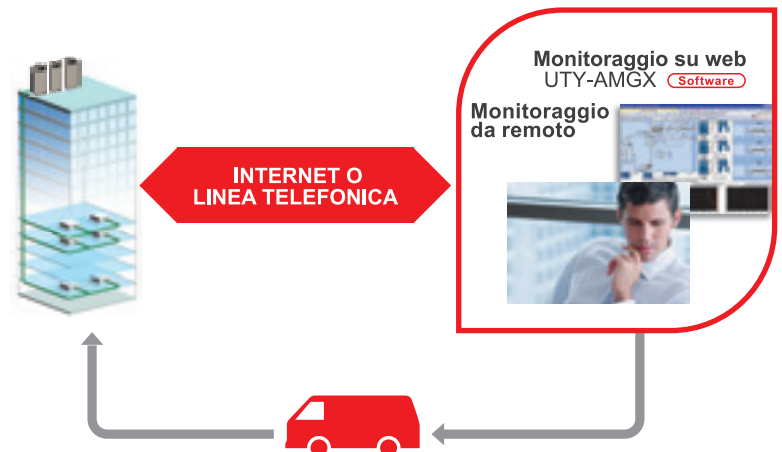 Monitoraggio su web
UTY-AMGX Software
Monitoraggio
da remoto
INTERNET O
LINEA TELEFONICA